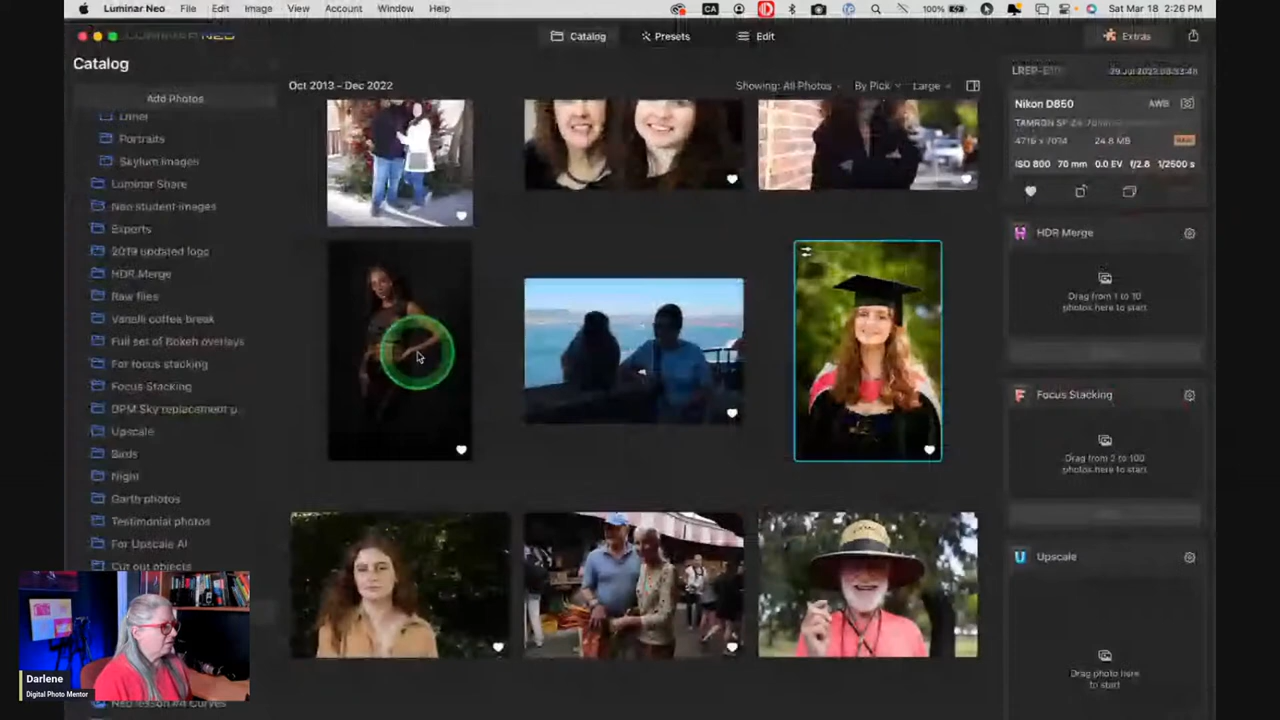 Luminar Neo File Edit Image View Account Window Help
CA 100% Sat Mar 18 2:26 PM
Catalog Presets Edit Extras
Catalog
Add Photos
Portraits
Skylum Images
Luminar Share
Neo student images
Exports
2019 updated logo
HDR Merge
Raw files
Vanelli coffee break
Full set of Bokeh overlays
For focus stacking
Focus Stacking
DPM Sky replacement p...
Upscale
Birds
Night
Garth photos
Testimonial photos
For Upscale AI
Cut out objects
Oct 2013 – Dec 2022
Showing: All Photos By Pick Large
Nikon D850 AWB
24.8 MB
ISO 800 70 mm 0.0 EV f/2.8 1/2500 s
HDR Merge
Drag from 1 to 10
photos here to start
Focus Stacking
Drag from 2 to 100
photos here to start
Upscale
Drag photo here
to start
Darlene
Digital Photo Mentor